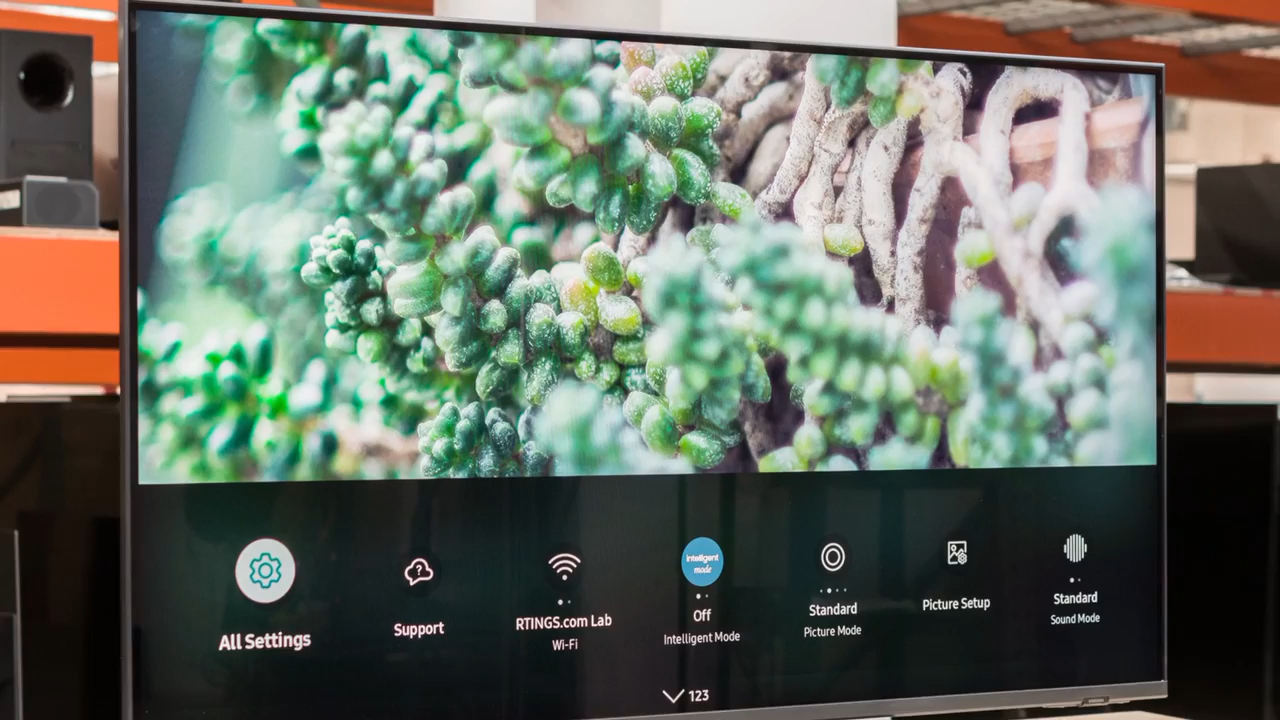 intelligent
mode
All Settings
Support
RTINGS.com Lab
Wi-Fi
Off
Intelligent Mode
Standard
Picture Mode
Picture Setup
Standard
Sound Mode
123